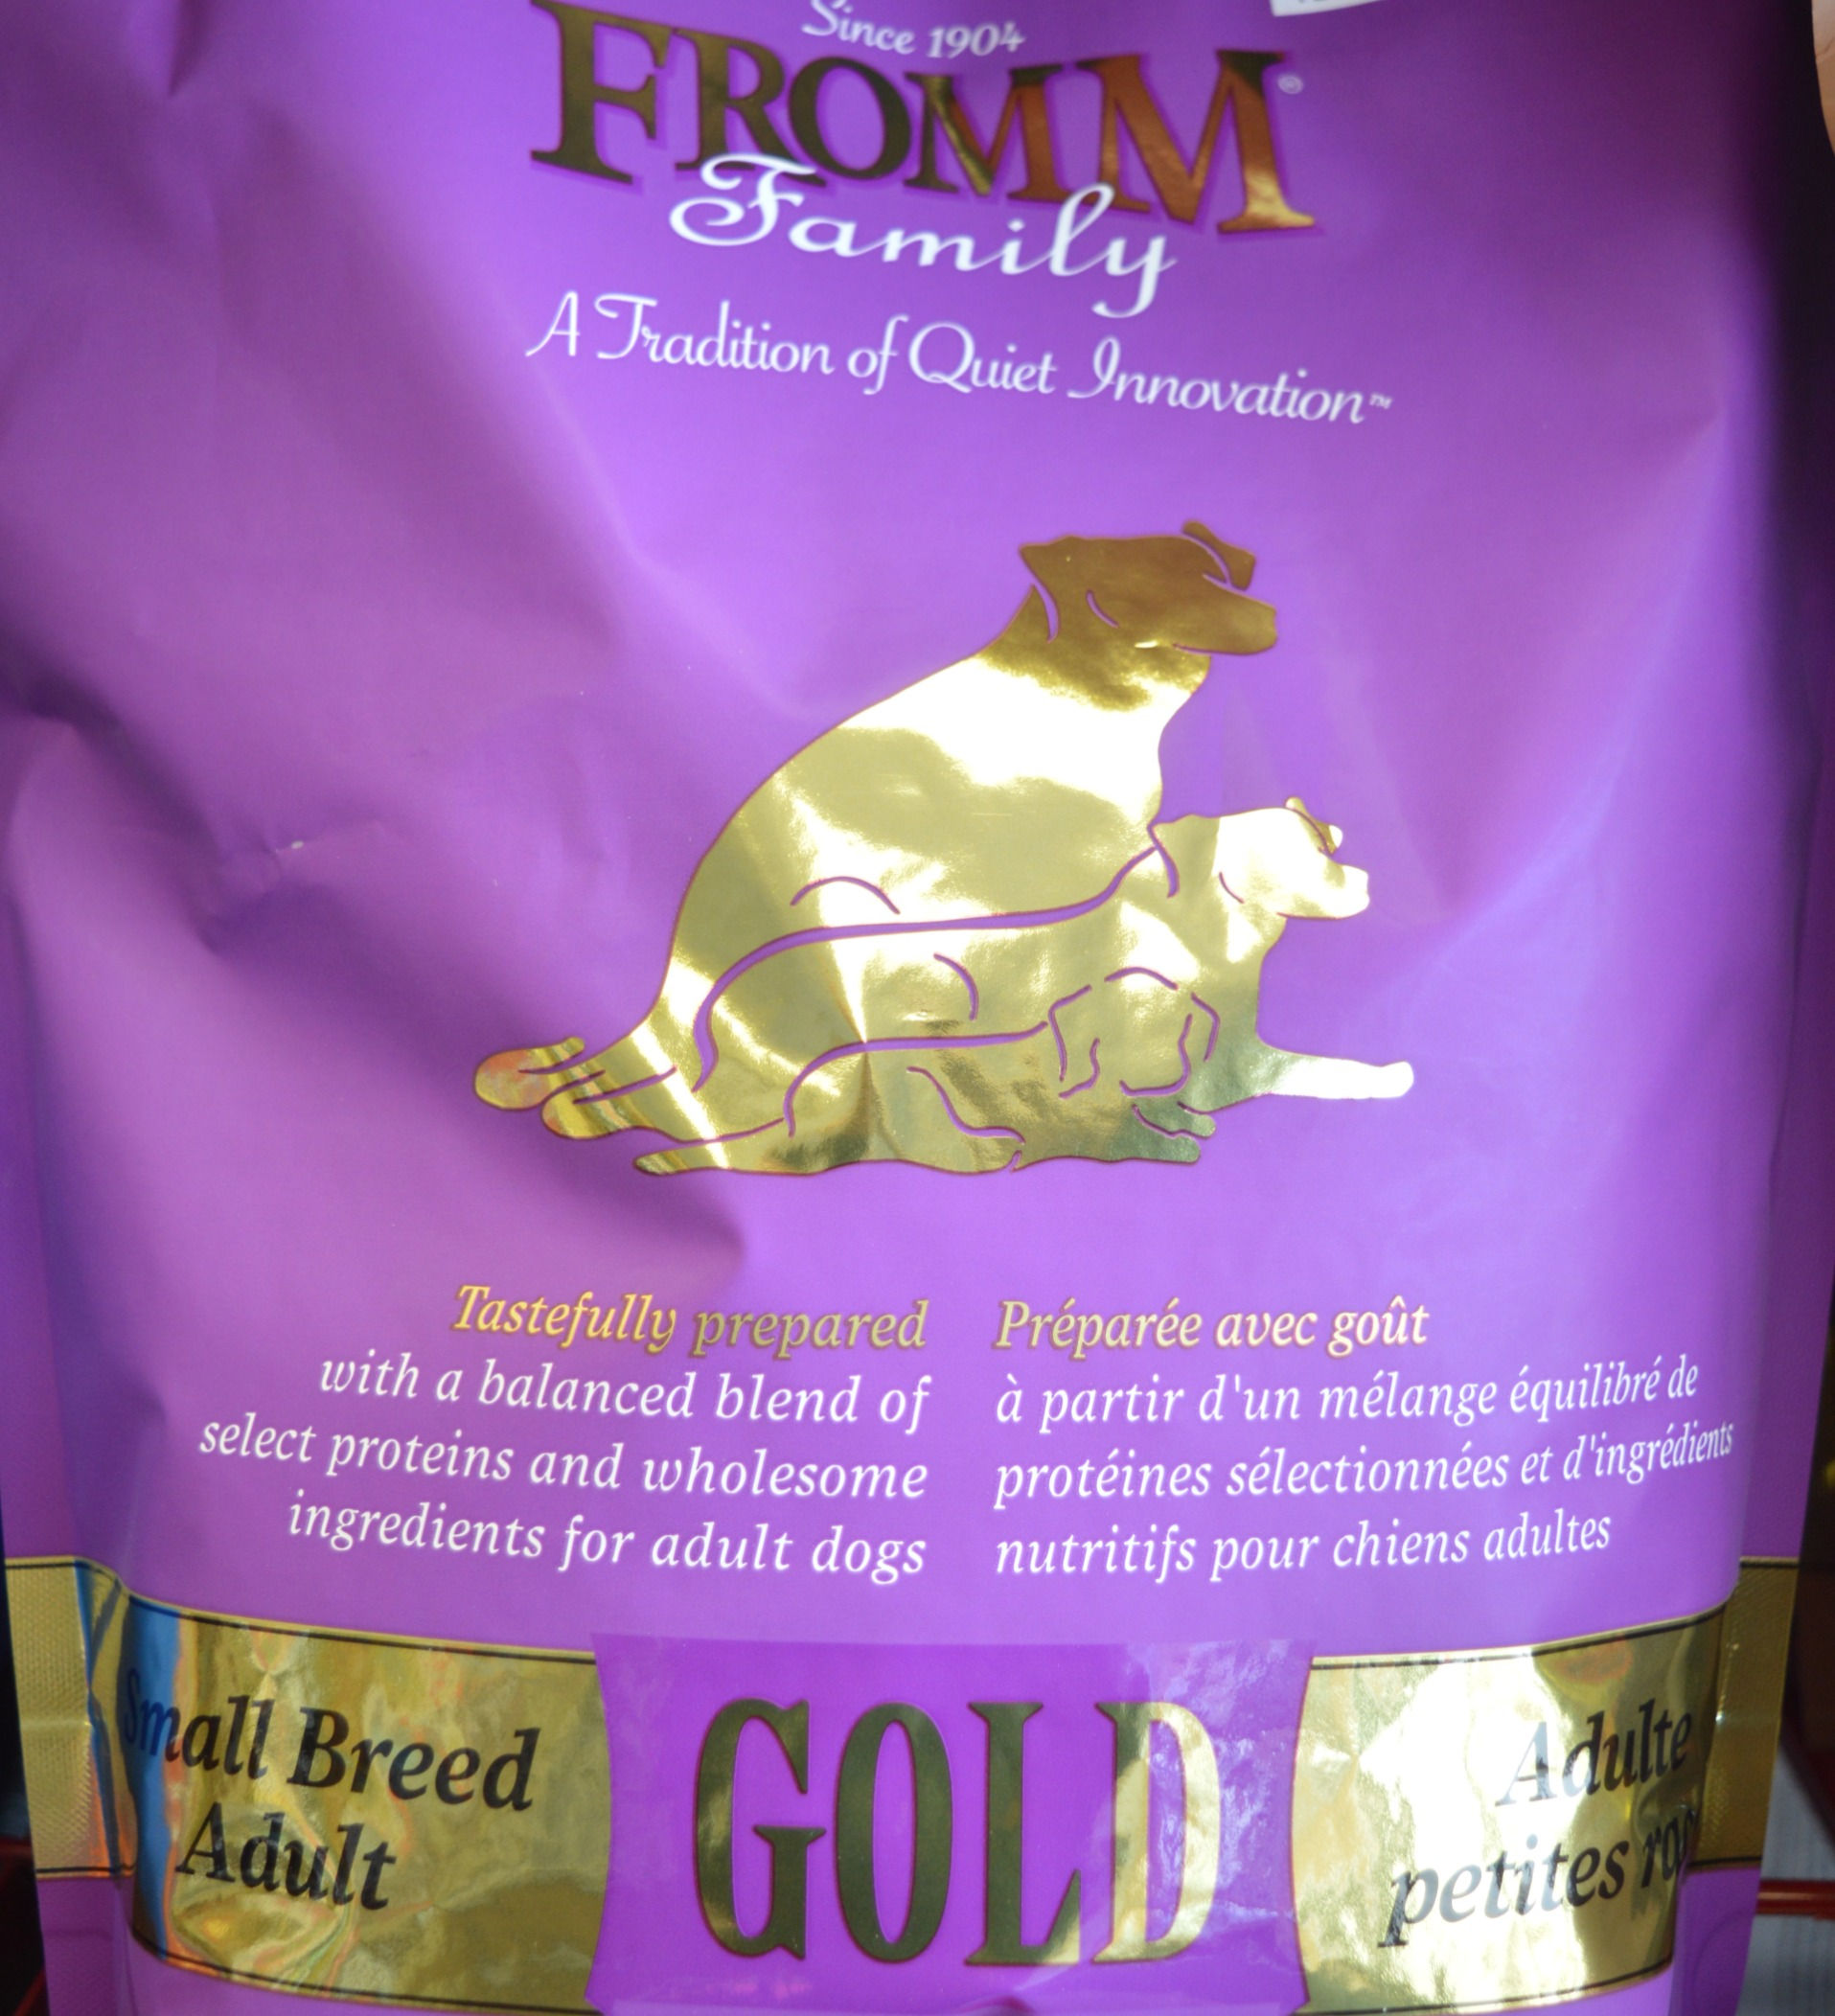 Since 1904
FROMM®
Family
A Tradition of Quiet Innovation™
Tastefully prepared
with a balanced blend of
select proteins and wholesome
ingredients for adult dogs
Préparée avec goût
à partir d'un mélange équilibré de
protéines sélectionnées et d'ingrédients
nutritifs pour chiens adultes
Small Breed
Adult
GOLD
Adulte
petites